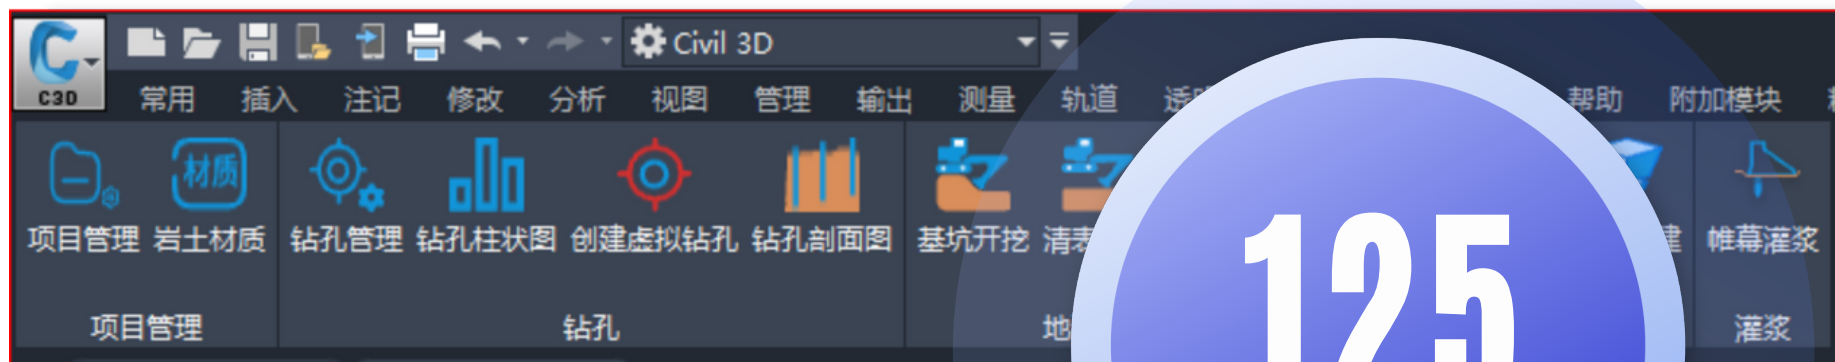 Civil 3D
C3D
常用 插入 注记 修改 分析 视图 管理 输出 测量 轨道 帮助 附加模块
材质
项目管理 岩土材质 钻孔管理 钻孔柱状图 创建虚拟钻孔 钻孔剖面图 基坑开挖 清表 帷幕灌浆
125
项目管理 钻孔 地 灌浆